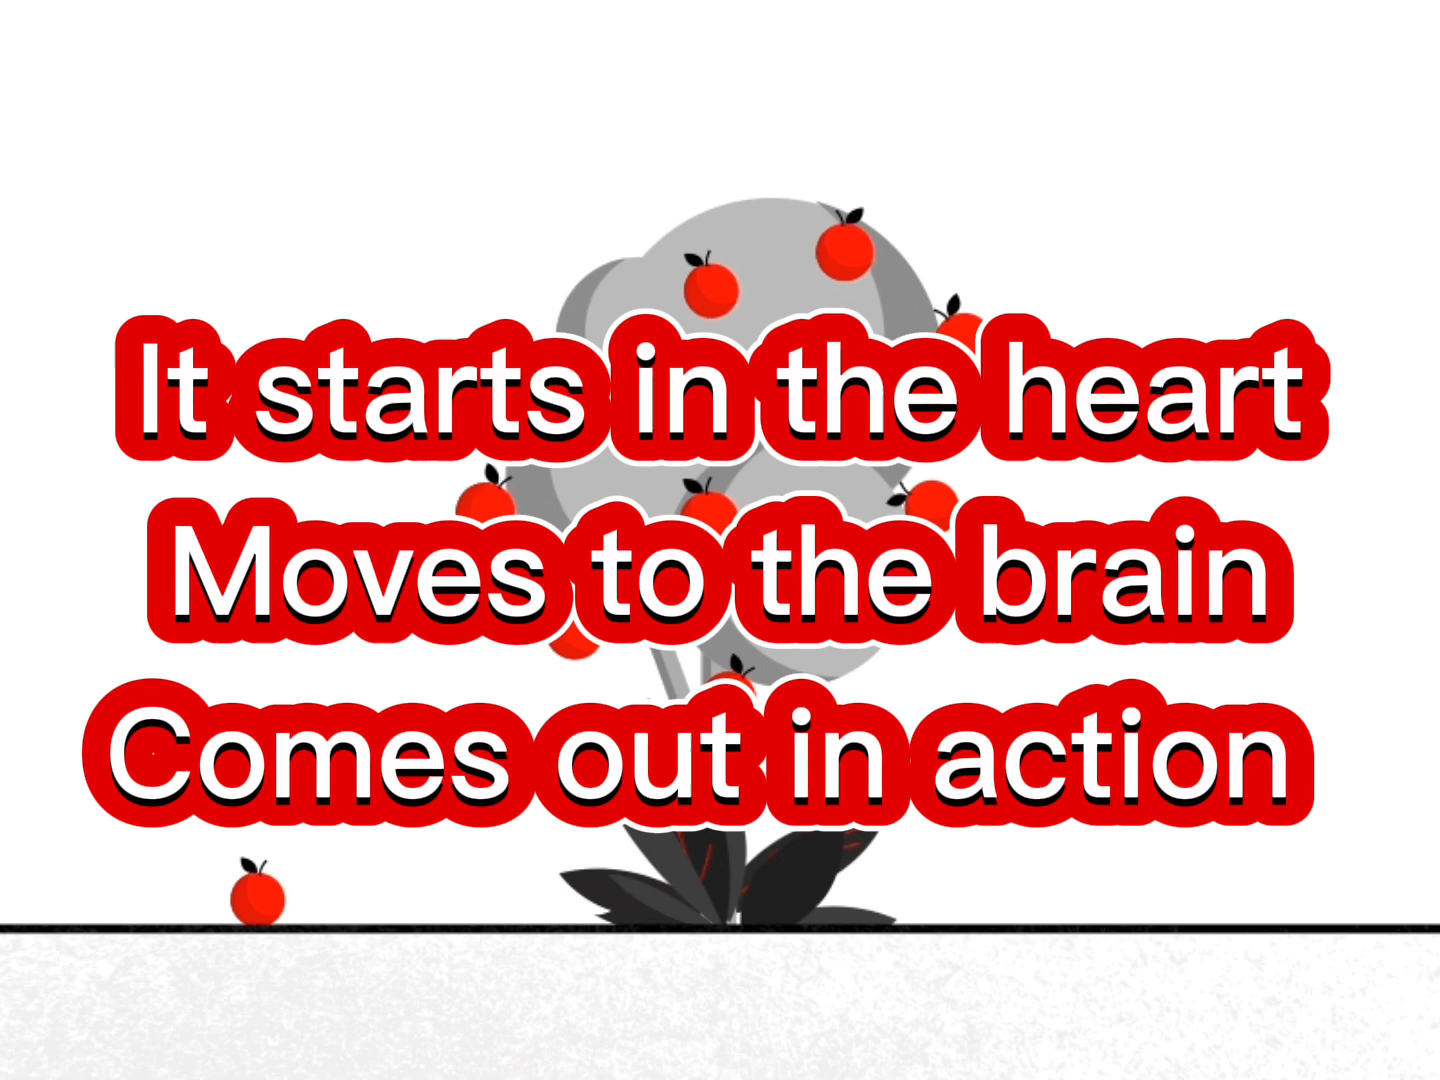 It starts in the heart
Moves to the brain
Comes out in action